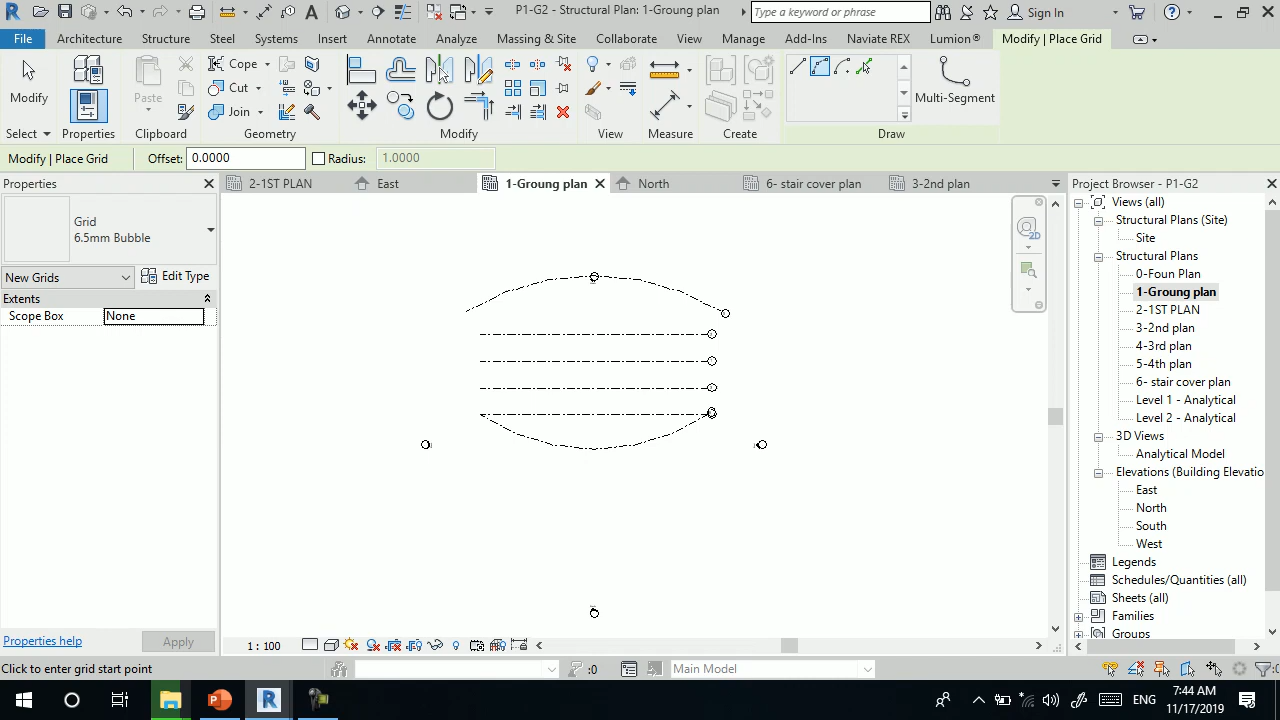 P1-G2 - Structural Plan: 1-Groung plan
Type a keyword or phrase
Sign In
File
Architecture
Structure
Steel
Systems
Insert
Annotate
Analyze
Massing & Site
Collaborate
View
Manage
Add-Ins
Naviate REX
Lumion®
Modify | Place Grid
Modify
Paste
Cope
Cut
Join
Multi-Segment
Select
Properties
Clipboard
Geometry
Modify
View
Measure
Create
Draw
Modify | Place Grid
Offset:
0.0000
Radius:
1.0000
Properties
2-1ST PLAN
East
1-Groung plan
North
6- stair cover plan
3-2nd plan
Project Browser - P1-G2
Grid
6.5mm Bubble
New Grids
Edit Type
Extents
Scope Box
None
2D
Views (all)
Structural Plans (Site)
Site
Structural Plans
0-Foun Plan
1-Groung plan
2-1ST PLAN
3-2nd plan
4-3rd plan
5-4th plan
6- stair cover plan
Level 1 - Analytical
Level 2 - Analytical
3D Views
Analytical Model
Elevations (Building Elevatio
East
North
South
West
Legends
Schedules/Quantities (all)
Sheets (all)
Families
Groups
Properties help
Apply
1 : 100
Click to enter grid start point
:0
Main Model
:0
ENG
7:44 AM
11/17/2019